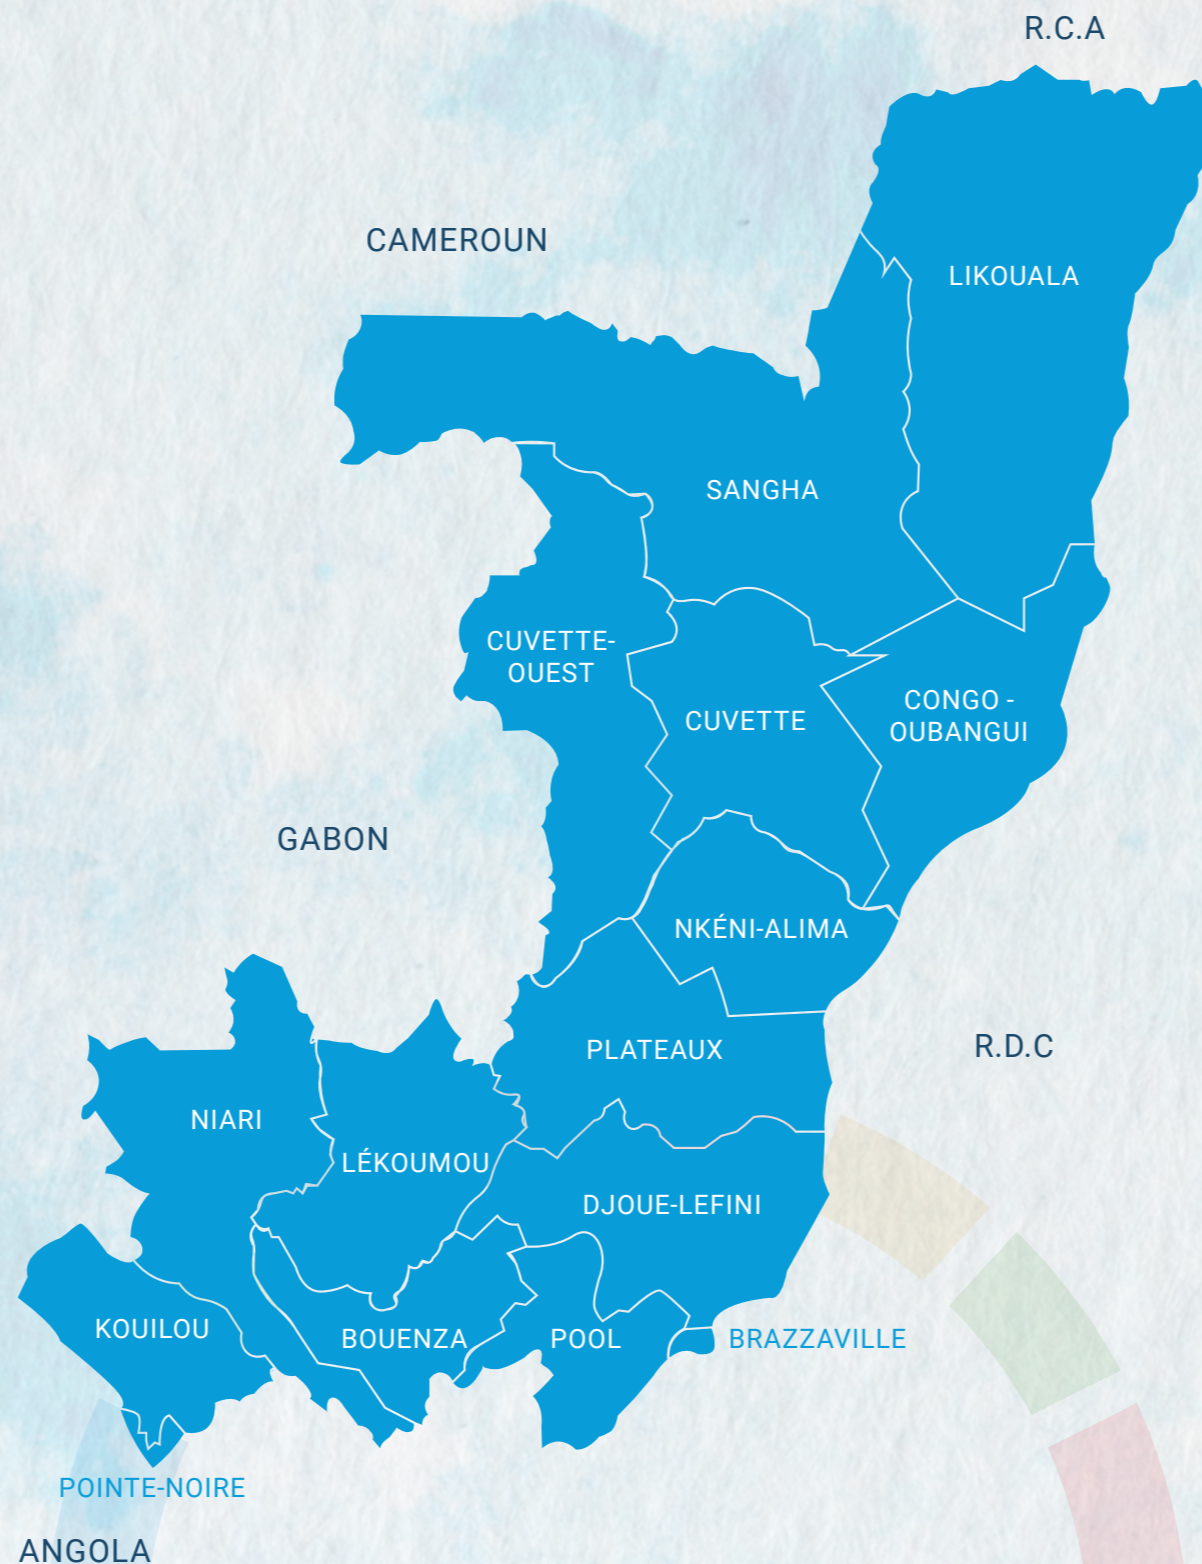 R.C.A
CAMEROUN
LIKOUALA
SANGHA
CUVETTE-
OUEST
CUVETTE
CONGO -
OUBANGUI
GABON
NKÉNI-ALIMA
PLATEAUX
R.D.C
NIARI
LÉKOUMOU
DJOUE-LEFINI
KOUILOU
BOUENZA
POOL
BRAZZAVILLE
POINTE-NOIRE
ANGOLA